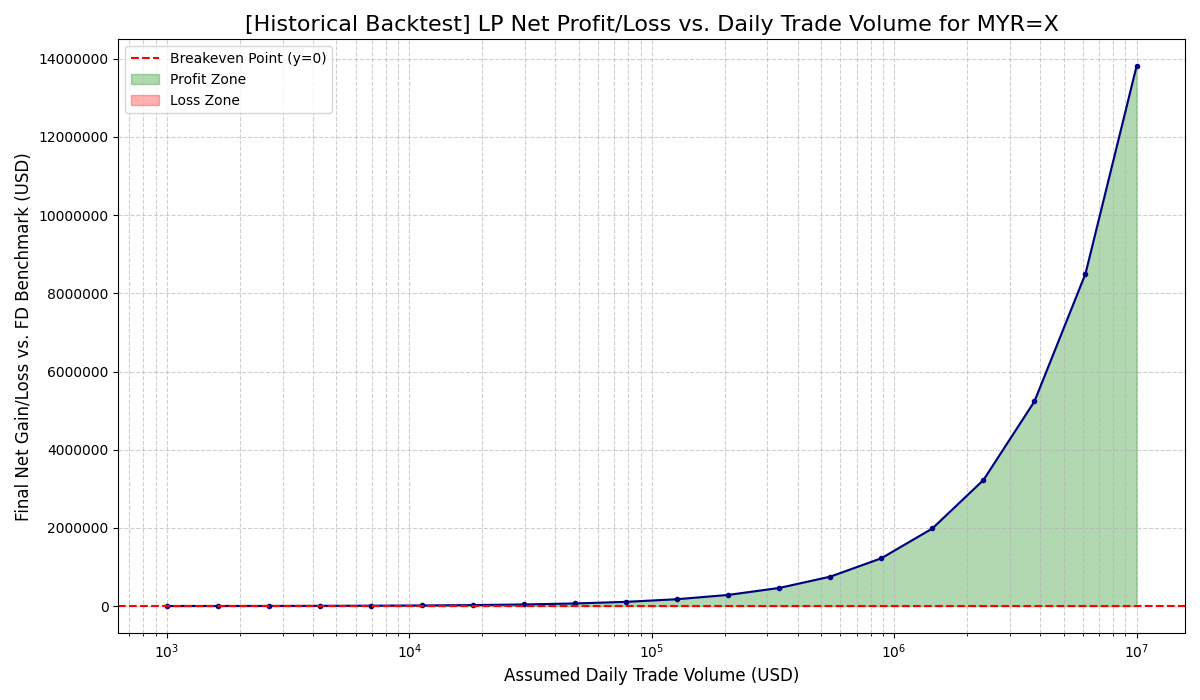 [Historical Backtest] LP Net Profit/Loss vs. Daily Trade Volume for MYR=X
Breakeven Point (y=0)
Profit Zone
Loss Zone
Final Net Gain/Loss vs. FD Benchmark (USD)
14000000
12000000
10000000
8000000
6000000
4000000
2000000
0
10³
10⁴
10⁵
10⁶
10⁷
Assumed Daily Trade Volume (USD)